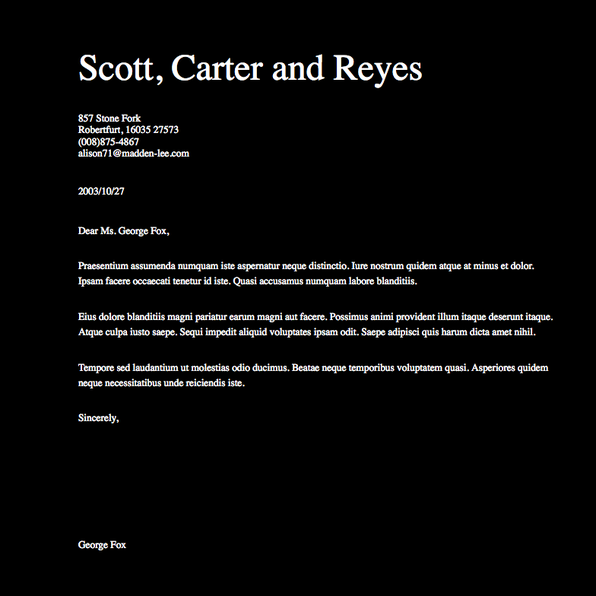 Scott, Carter and Reyes
857 Stone Fork
Robertfurt, 16035 27573
(008)875-4867
alison71@madden-lee.com
2003/10/27
Dear Ms. George Fox,
Praesentium assumenda numquam iste aspernatur neque distinctio. Iure nostrum quidem atque at minus et dolor.
Ipsam facere occaecati tenetur id iste. Quasi accusamus numquam labore blanditiis.
Eius dolore blanditiis magni pariatur earum magni aut facere. Possimus animi provident illum itaque deserunt itaque.
Atque culpa iusto saepe. Sequi impedit aliquid voluptates ipsam odit. Saepe adipisci quis harum dicta amet nihil.
Tempore sed laudantium ut molestias odio ducimus. Beatae neque temporibus voluptatem quasi. Asperiores quidem
neque necessitatibus unde reiciendis iste.
Sincerely,
George Fox